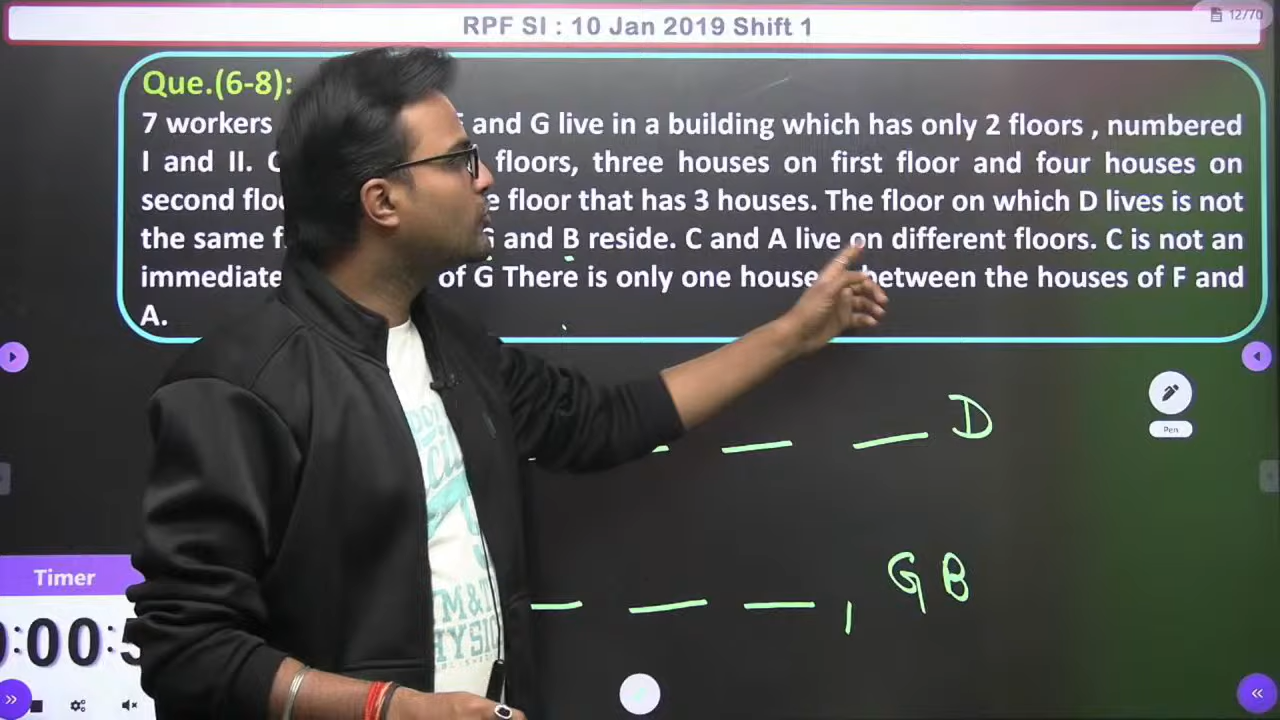 12/70
RPF SI : 10 Jan 2019 Shift 1
Que.(6-8):
7 workers and G live in a building which has only 2 floors , numbered
I and II. floors, three houses on first floor and four houses on
second floor that has 3 houses. The floor on which D lives is not
the same and B reside. C and A live on different floors. C is not an
immediate of G There is only one house between the houses of F and
A.
D
Pen
G B
Timer